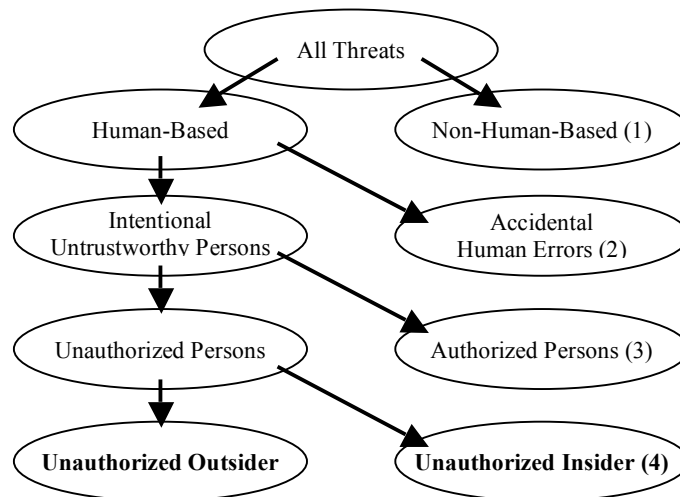 All Threats
Human-Based
Non-Human-Based (1)
Intentional
Untrustworthy Persons
Accidental
Human Errors (2)
Unauthorized Persons
Authorized Persons (3)
Unauthorized Outsider
Unauthorized Insider (4)